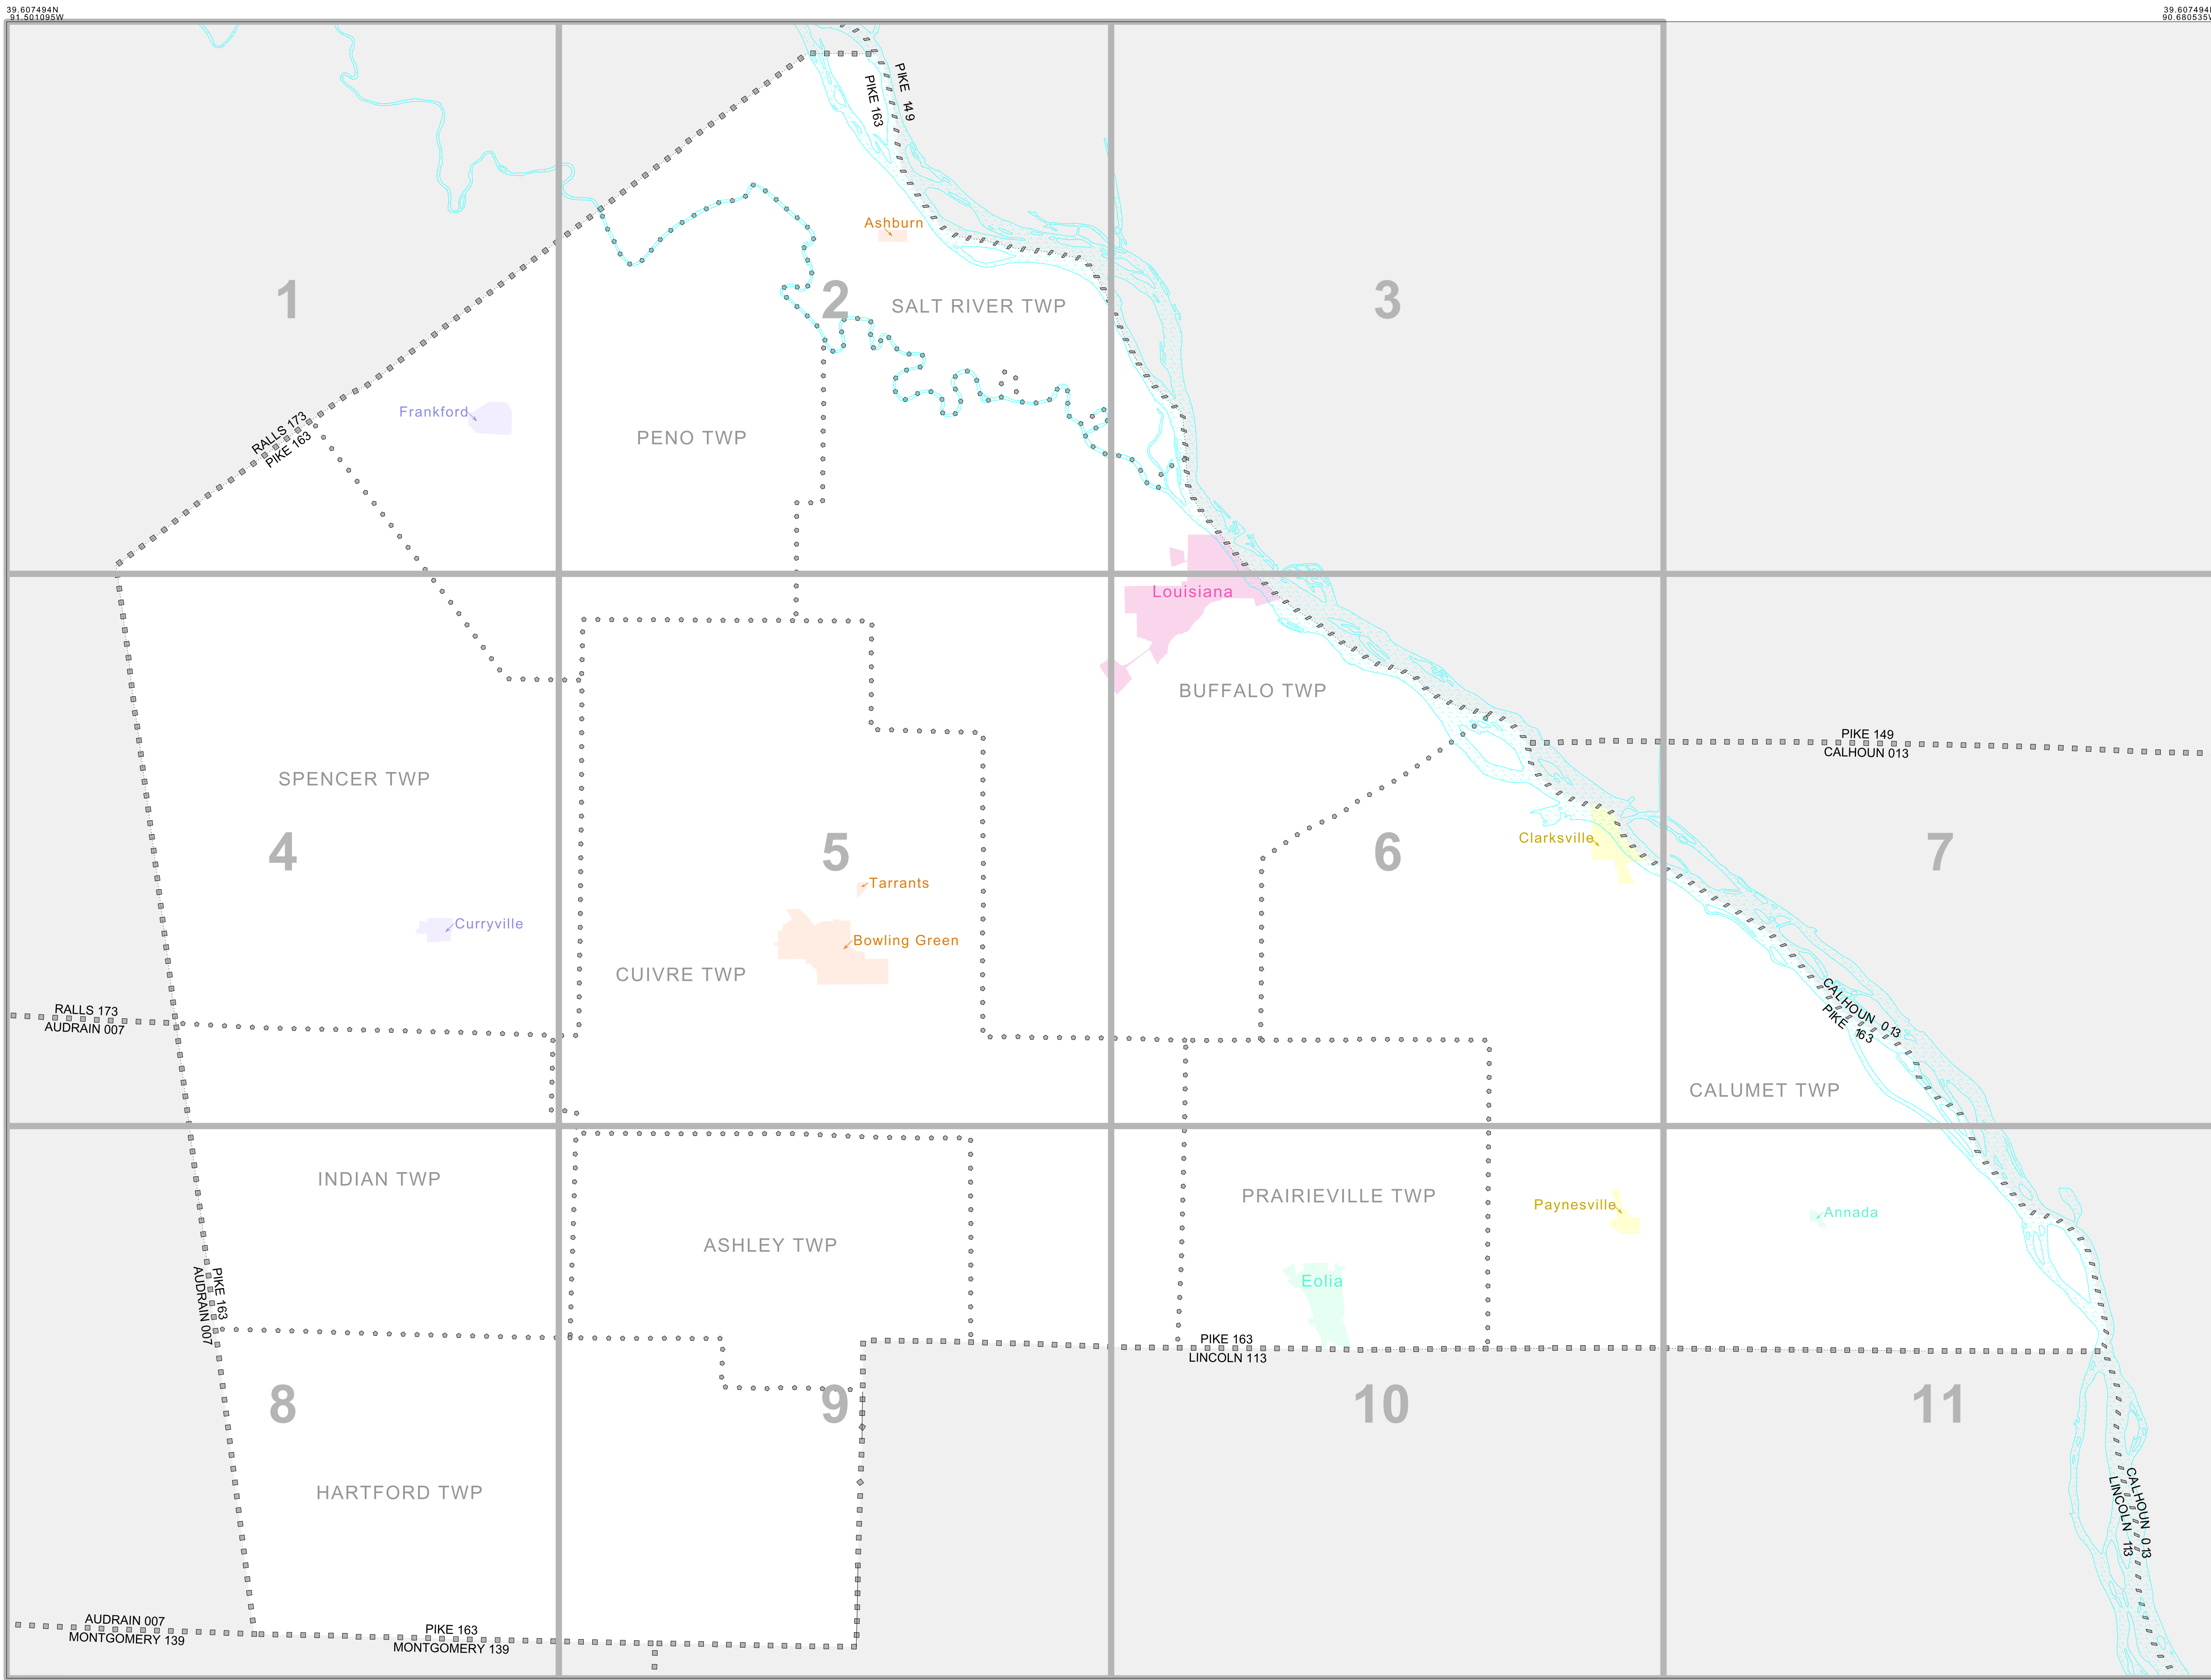 39.607494N
91.501095W
39.607494N
90.680535W
PIKE 149
PIKE 163
Ashburn
1
2
3
SALT RIVER TWP
Frankford
RALLS 173
PIKE 163
PENO TWP
Louisiana
BUFFALO TWP
PIKE 149
CALHOUN 013
SPENCER TWP
4
5
6
7
Clarksville
Tarrants
Curryville
Bowling Green
CUIVRE TWP
RALLS 173
AUDRAIN 007
CALHOUN 013
PIKE 163
CALUMET TWP
INDIAN TWP
PRAIRIEVILLE TWP
Paynesville
Annada
ASHLEY TWP
Eolia
PIKE 163
AUDRAIN 007
PIKE 163
LINCOLN 113
8
9
10
11
HARTFORD TWP
CALHOUN 013
LINCOLN 113
AUDRAIN 007
MONTGOMERY 139
PIKE 163
MONTGOMERY 139